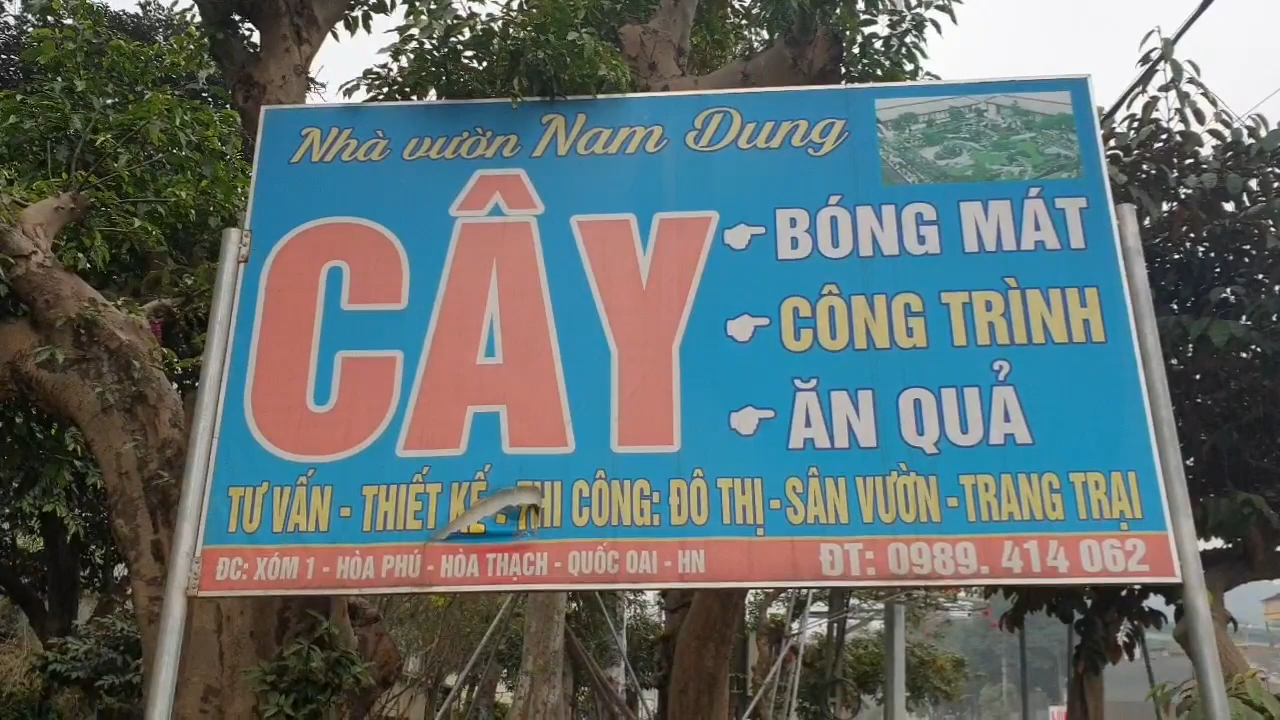 Nhà vườn Nam Dung
CÂY
BÓNG MÁT
CÔNG TRÌNH
ĂN QUẢ
TƯ VẤN - THIẾT KẾ - THI CÔNG: ĐÔ THỊ - SÂN VƯỜN - TRANG TRẠI
ĐC: XÓM 1 - HÒA PHÚ - HÒA THẠCH - QUỐC OAI - HN
ĐT: 0989. 414 062